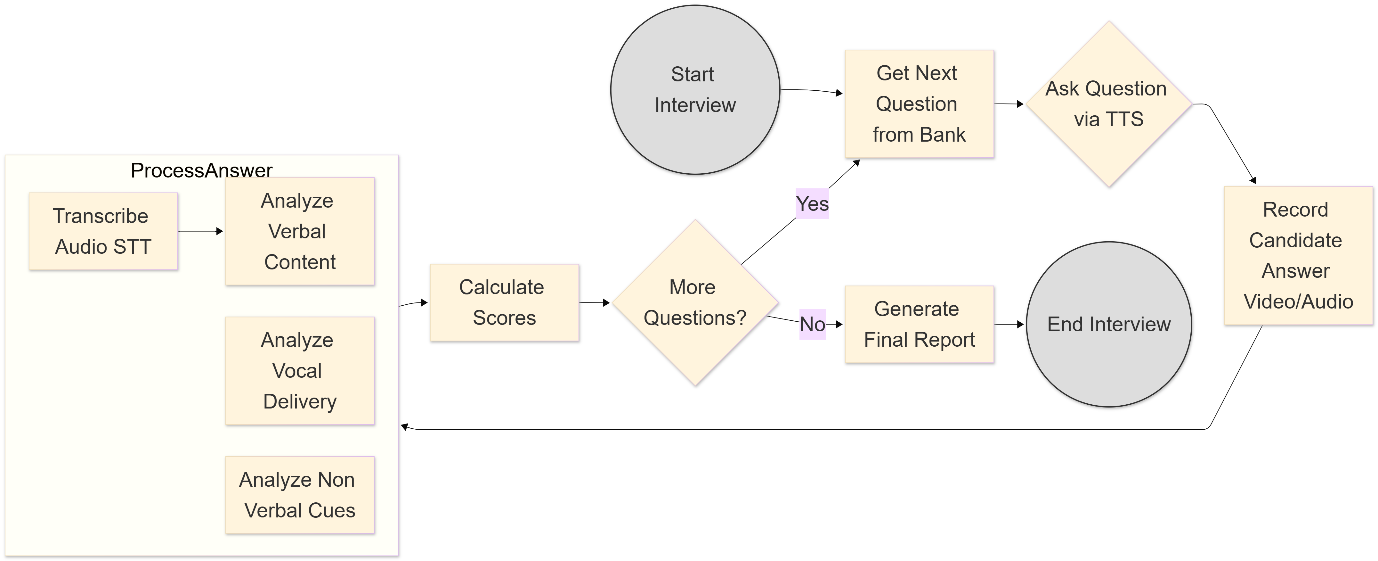 Start
Interview
Get Next
Question
from Bank
Ask Question
via TTS
Record
Candidate
Answer
Video/Audio
ProcessAnswer
Transcribe
Audio STT
Analyze
Verbal
Content
Analyze
Vocal
Delivery
Analyze Non
Verbal Cues
Calculate
Scores
More
Questions?
Yes
No
Generate
Final Report
End Interview